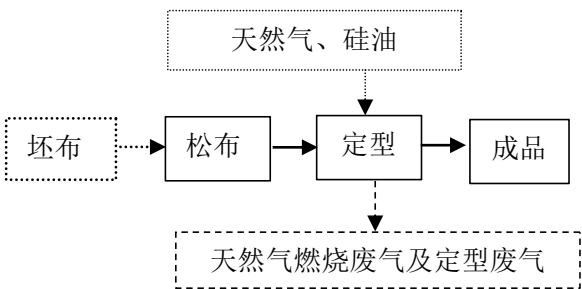 天然气、硅油
坯布
松布
定型
成品
天然气燃烧废气及定型废气